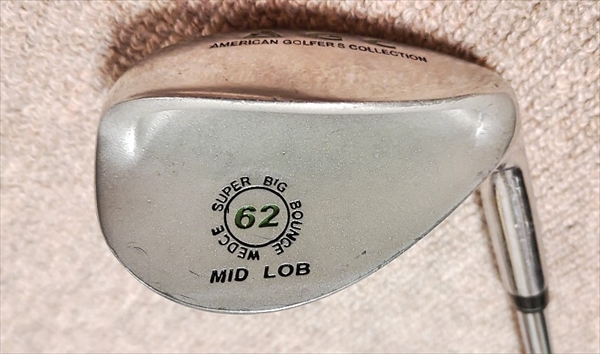 AMERICAN GOLFER S COLLECTION
SUPER BIG BOUNCE WEDGE
62
MID LOB